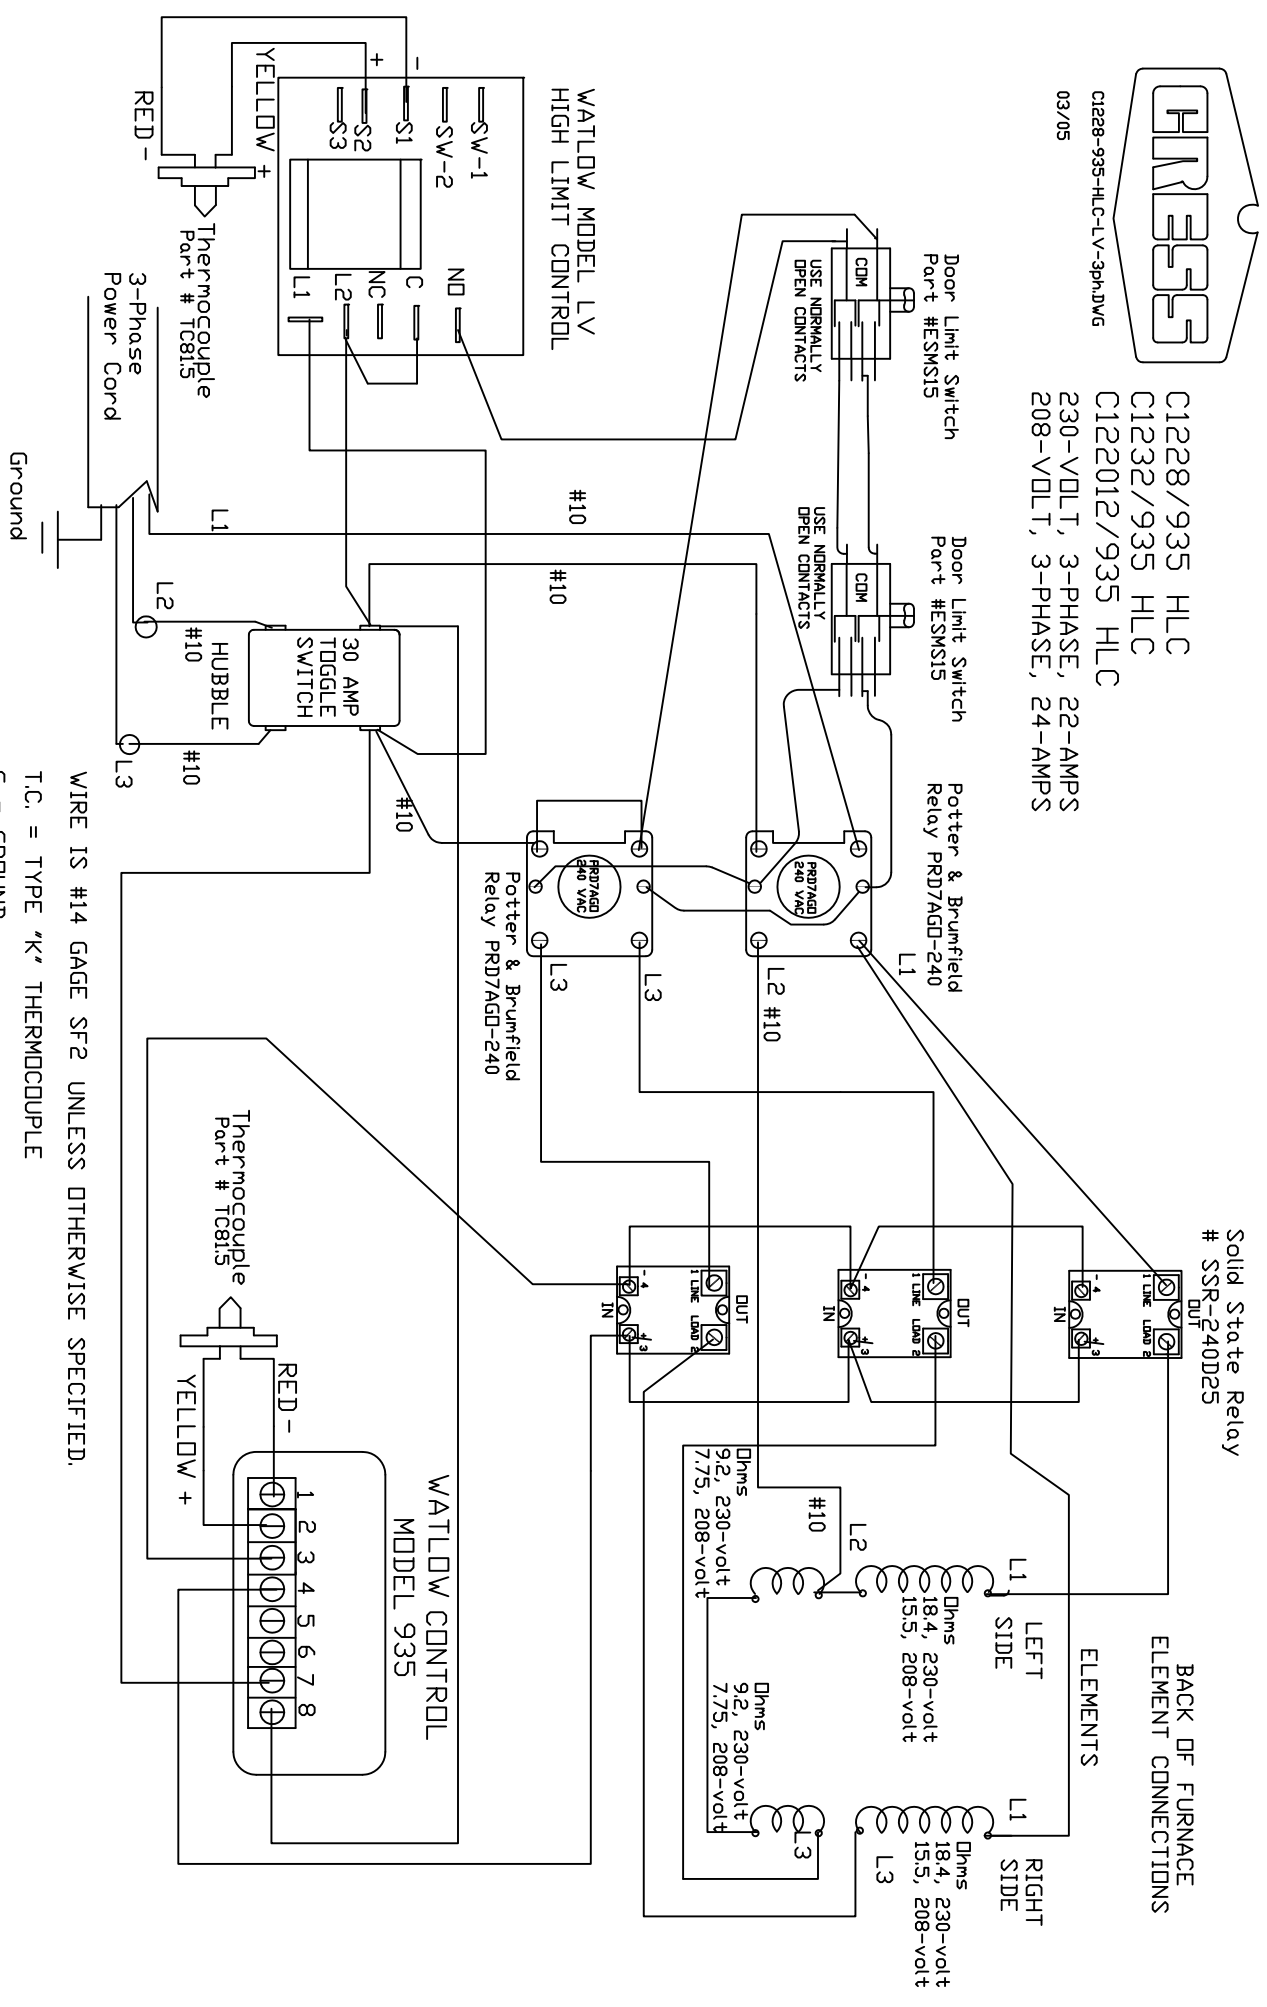 CRESS
C1228-935-HLC-LV-3ph.DWG
03/05
C1228/935 HLC
C1232/935 HLC
C122012/935 HLC
230-VOLT, 3-PHASE, 22-AMPS
208-VOLT, 3-PHASE, 24-AMPS
WATLOW MODEL LV
HIGH LIMIT CONTROL
SW-1
SW-2
S1
S2
S3
-
+
NO
C
NC
L2
L1
YELLOW +
RED -
Thermocouple
Part # TC81.5
3-Phase
Power Cord
Ground
Door Limit Switch
Part #ESMS15
COM
USE NORMALLY
OPEN CONTACTS
Door Limit Switch
Part #ESMS15
COM
USE NORMALLY
OPEN CONTACTS
#10
L1
#10
L2
#10
HUBBLE
30 AMP
TOGGLE
SWITCH
L3
#10
#10
Potter & Brumfield
Relay PRD7AGO-240
PRD7AGO
240 VAC
L1
L2 #10
PRD7AGO
240 VAC
L3
L3
Potter & Brumfield
Relay PRD7AGO-240
Solid State Relay
# SSR-240D25
OUT
1 LINE LOAD 2
- 4
+/ 3
IN
OUT
1 LINE LOAD 2
- 4
+/ 3
IN
OUT
1 LINE LOAD 2
- 4
+/ 3
IN
BACK OF FURNACE
ELEMENT CONNECTIONS
ELEMENTS
LEFT
SIDE
L1
Ohms
18.4, 230-volt
15.5, 208-volt
L2
#10
Ohms
9.2, 230-volt
7.75, 208-volt
RIGHT
SIDE
L1
Ohms
18.4, 230-volt
15.5, 208-volt
L3
L3
Ohms
9.2, 230-volt
7.75, 208-volt
WATLOW CONTROL
MODEL 935
1 2 3 4 5 6 7 8
RED -
YELLOW +
Thermocouple
Part # TC81.5
WIRE IS #14 GAGE SF2 UNLESS OTHERWISE SPECIFIED.
T.C. = TYPE "K" THERMOCOUPLE